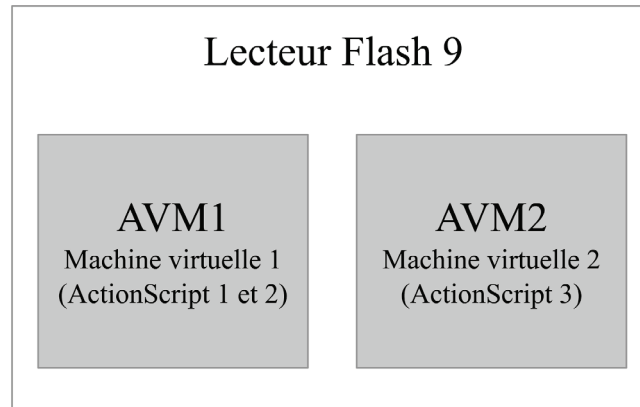 Lecteur Flash 9
AVM1
Machine virtuelle 1
(ActionScript 1 et 2)
AVM2
Machine virtuelle 2
(ActionScript 3)